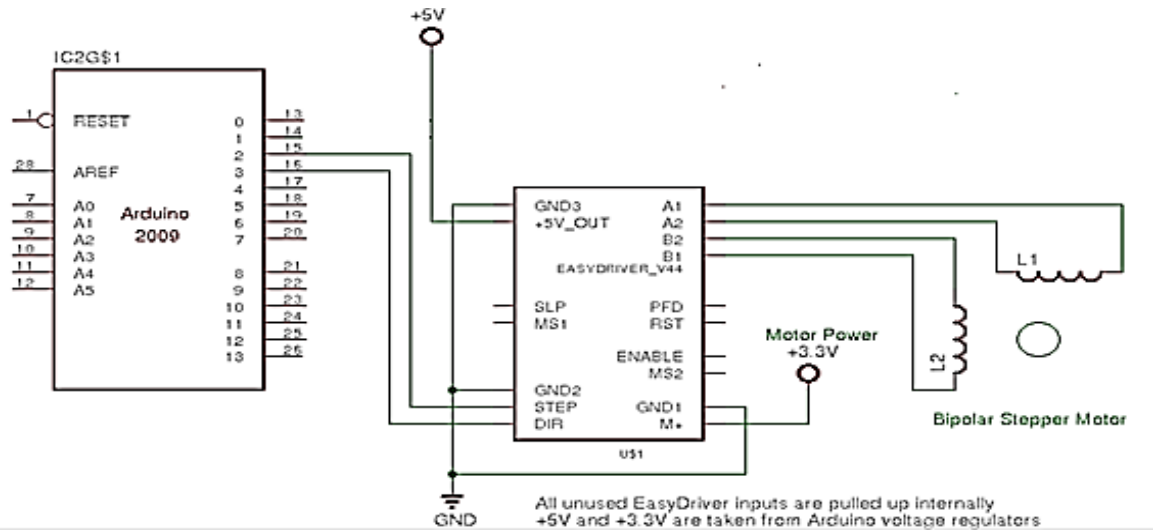 +5V
IC2G$1
1 RESET
28 AREF
7 A0
8 A1
9 A2
10 A3
11 A4
12 A5
Arduino
2009
0 13
1 14
2 15
3 16
4 17
5 18
6 19
7 20
8 21
9 22
10 23
11 24
12 25
13 26
GND3 A1
+5V_OUT A2
B2
B1
EASYDRIVER_V44
SLP PFD
MS1 RST
ENABLE
MS2
GND2
STEP GND1
DIR M+
U$1
L1
L2
Motor Power
+3.3V
Bipolar Stepper Motor
GND
All unused EasyDriver inputs are pulled up internally
+5V and +3.3V are taken from Arduino voltage regulators